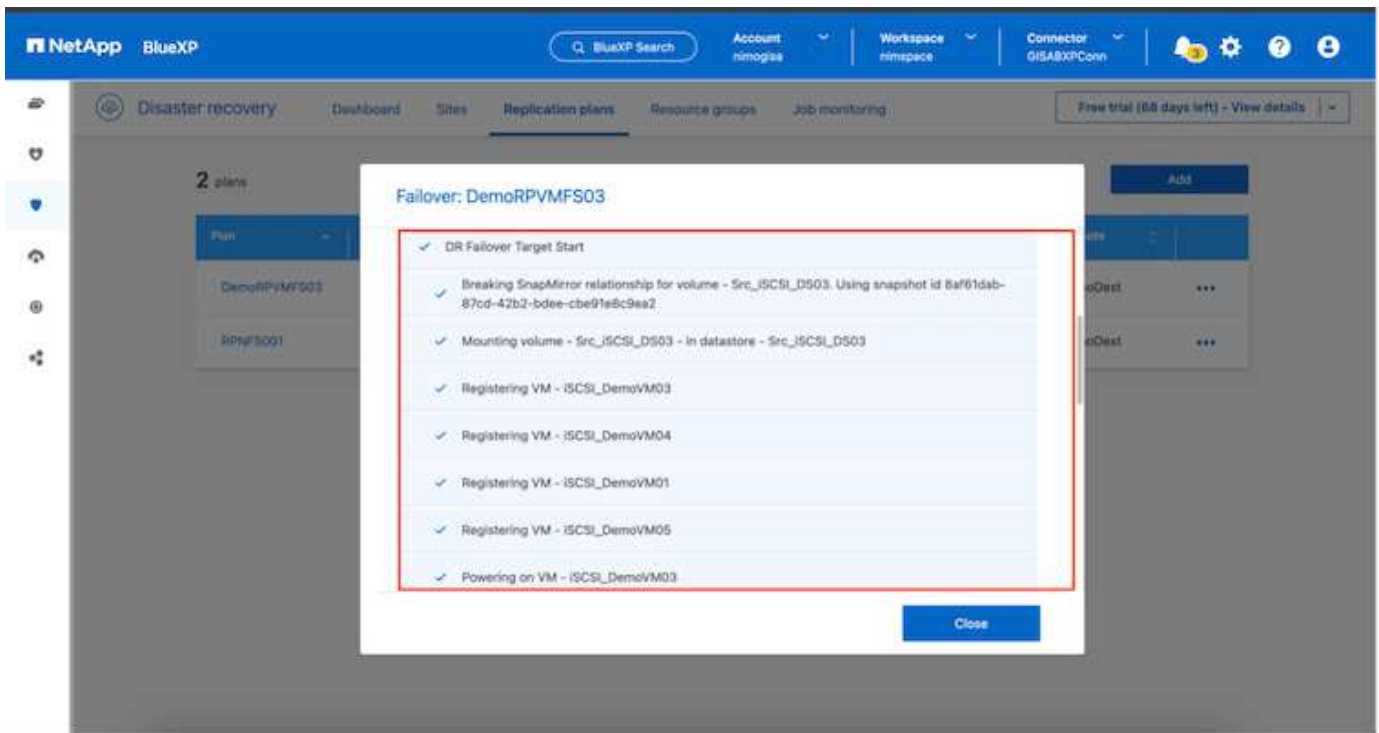 NetApp BlueXP
BlueXP Search
Account
nimogisa
Workspace
nimspace
Connector
GISABXPConn
3
Disaster recovery
Dashboard
Sites
Replication plans
Resource groups
Job monitoring
Free trial (68 days left) - View details
2 plans
Add
Plan
DemoRPVMFS03
RPNFS001
Failover: DemoRPVMFS03
DR Failover Target Start
Breaking SnapMirror relationship for volume - Src_iSCSI_DS03. Using snapshot id 8af61dab-
87cd-42b2-bdee-cbe91e8c9ea2
Mounting volume - Src_iSCSI_DS03 - in datastore - Src_iSCSI_DS03
Registering VM - iSCSI_DemoVM03
Registering VM - iSCSI_DemoVM04
Registering VM - iSCSI_DemoVM01
Registering VM - iSCSI_DemoVM05
Powering on VM - iSCSI_DemoVM03
Close